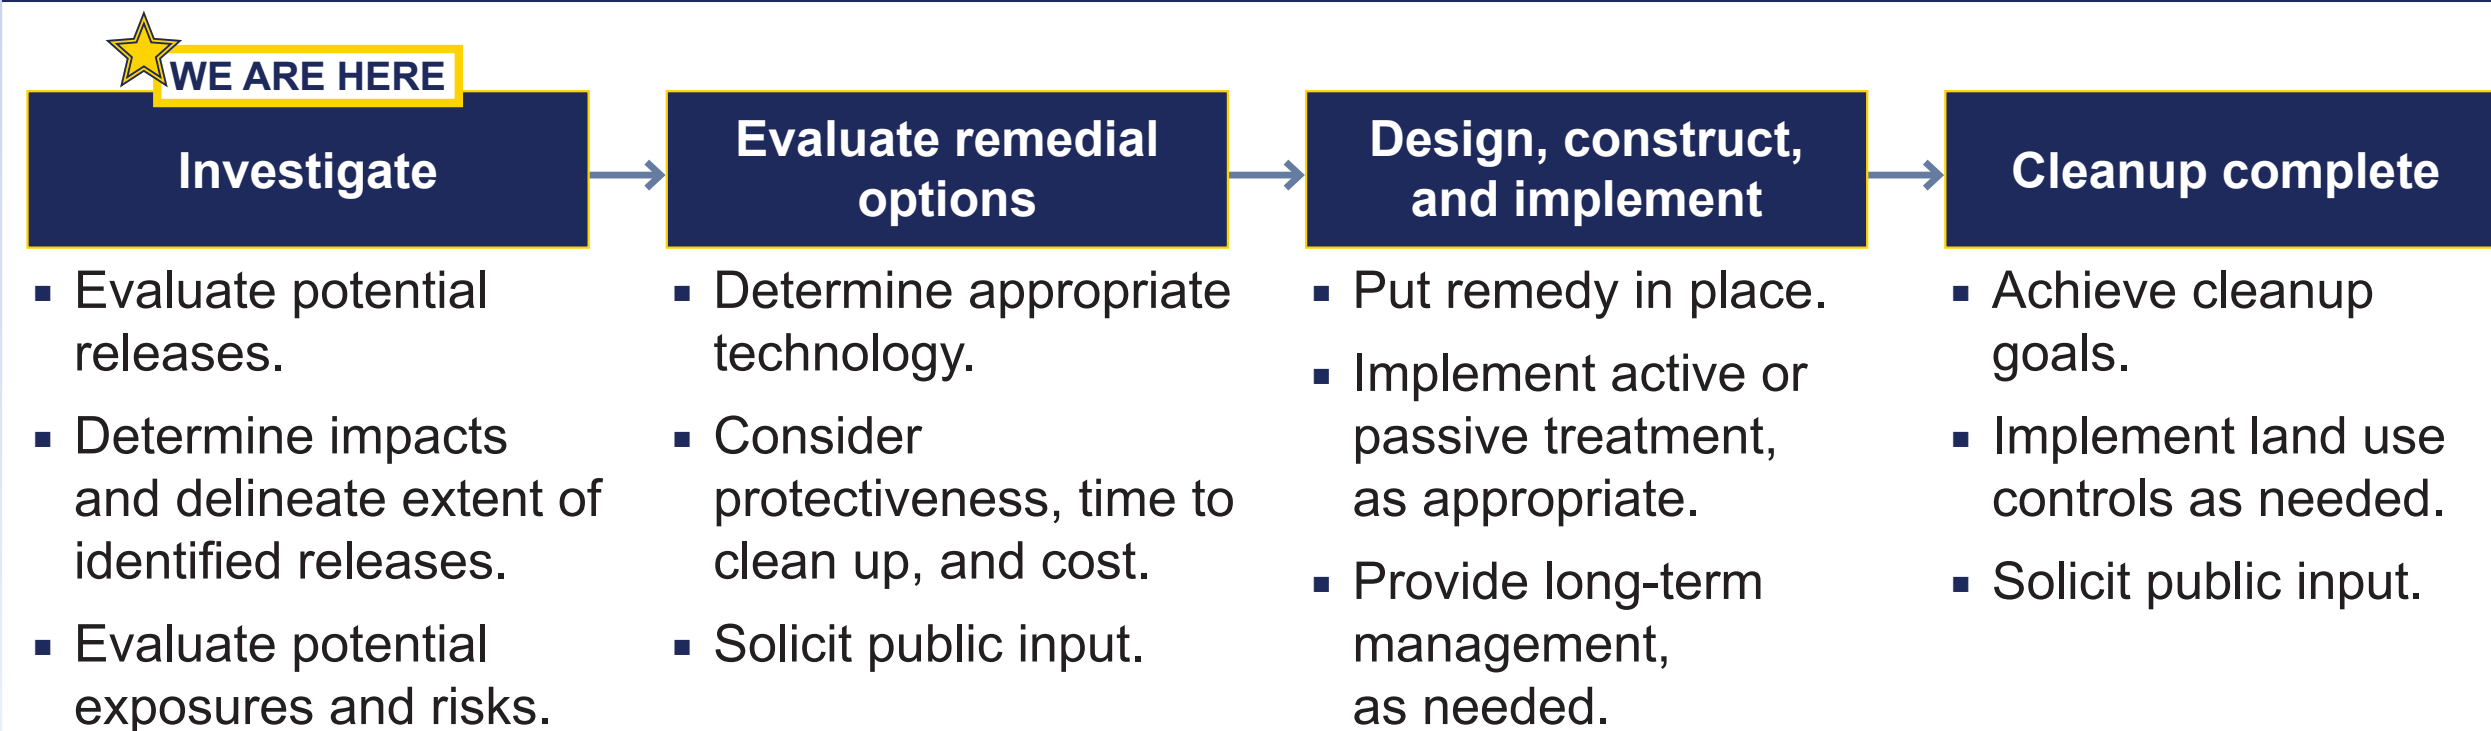 WE ARE HERE
Investigate
▪ Evaluate potential
releases.
▪ Determine impacts
and delineate extent of
identified releases.
▪ Evaluate potential
exposures and risks.
Evaluate remedial
options
▪ Determine appropriate
technology.
▪ Consider
protectiveness, time to
clean up, and cost.
▪ Solicit public input.
Design, construct,
and implement
▪ Put remedy in place.
▪ Implement active or
passive treatment,
as appropriate.
▪ Provide long-term
management,
as needed.
Cleanup complete
▪ Achieve cleanup
goals.
▪ Implement land use
controls as needed.
▪ Solicit public input.